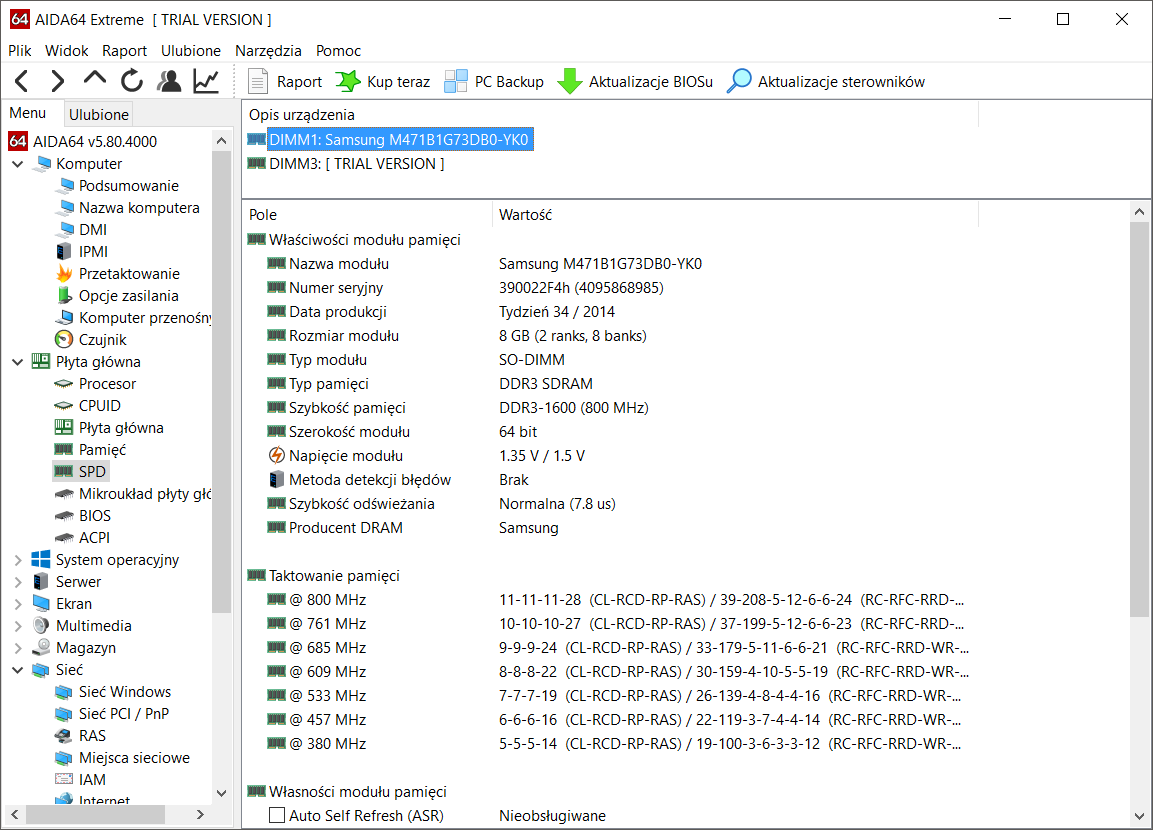 64 AIDA64 Extreme [ TRIAL VERSION ]
Plik Widok Raport Ulubione Narzędzia Pomoc
Raport Kup teraz PC Backup Aktualizacje BIOSu Aktualizacje sterowników
Menu Ulubione
64 AIDA64 v5.80.4000
Komputer
Podsumowanie
Nazwa komputera
DMI
IPMI
Przetaktowanie
Opcje zasilania
Komputer przenośny
Czujnik
Płyta główna
Procesor
CPUID
Płyta główna
Pamięć
SPD
Mikroukład płyty głó
BIOS
ACPI
System operacyjny
Serwer
Ekran
Multimedia
Magazyn
Sieć
Sieć Windows
Sieć PCI / PnP
RAS
Miejsca sieciowe
IAM
Internet
Opis urządzenia
DIMM1: Samsung M471B1G73DB0-YK0
DIMM3: [ TRIAL VERSION ]
Pole Wartość
Właściwości modułu pamięci
Nazwa modułu Samsung M471B1G73DB0-YK0
Numer seryjny 390022F4h (4095868985)
Data produkcji Tydzień 34 / 2014
Rozmiar modułu 8 GB (2 ranks, 8 banks)
Typ modułu SO-DIMM
Typ pamięci DDR3 SDRAM
Szybkość pamięci DDR3-1600 (800 MHz)
Szerokość modułu 64 bit
Napięcie modułu 1.35 V / 1.5 V
Metoda detekcji błędów Brak
Szybkość odświeżania Normalna (7.8 us)
Producent DRAM Samsung
Taktowanie pamięci
@ 800 MHz 11-11-11-28 (CL-RCD-RP-RAS) / 39-208-5-12-6-6-24 (RC-RFC-RRD-...
@ 761 MHz 10-10-10-27 (CL-RCD-RP-RAS) / 37-199-5-12-6-6-23 (RC-RFC-RRD-...
@ 685 MHz 9-9-9-24 (CL-RCD-RP-RAS) / 33-179-5-11-6-6-21 (RC-RFC-RRD-WR-...
@ 609 MHz 8-8-8-22 (CL-RCD-RP-RAS) / 30-159-4-10-5-5-19 (RC-RFC-RRD-WR-...
@ 533 MHz 7-7-7-19 (CL-RCD-RP-RAS) / 26-139-4-8-4-4-16 (RC-RFC-RRD-WR-...
@ 457 MHz 6-6-6-16 (CL-RCD-RP-RAS) / 22-119-3-7-4-4-14 (RC-RFC-RRD-WR-...
@ 380 MHz 5-5-5-14 (CL-RCD-RP-RAS) / 19-100-3-6-3-3-12 (RC-RFC-RRD-WR-...
Własności modułu pamięci
Auto Self Refresh (ASR) Nieobsługiwane